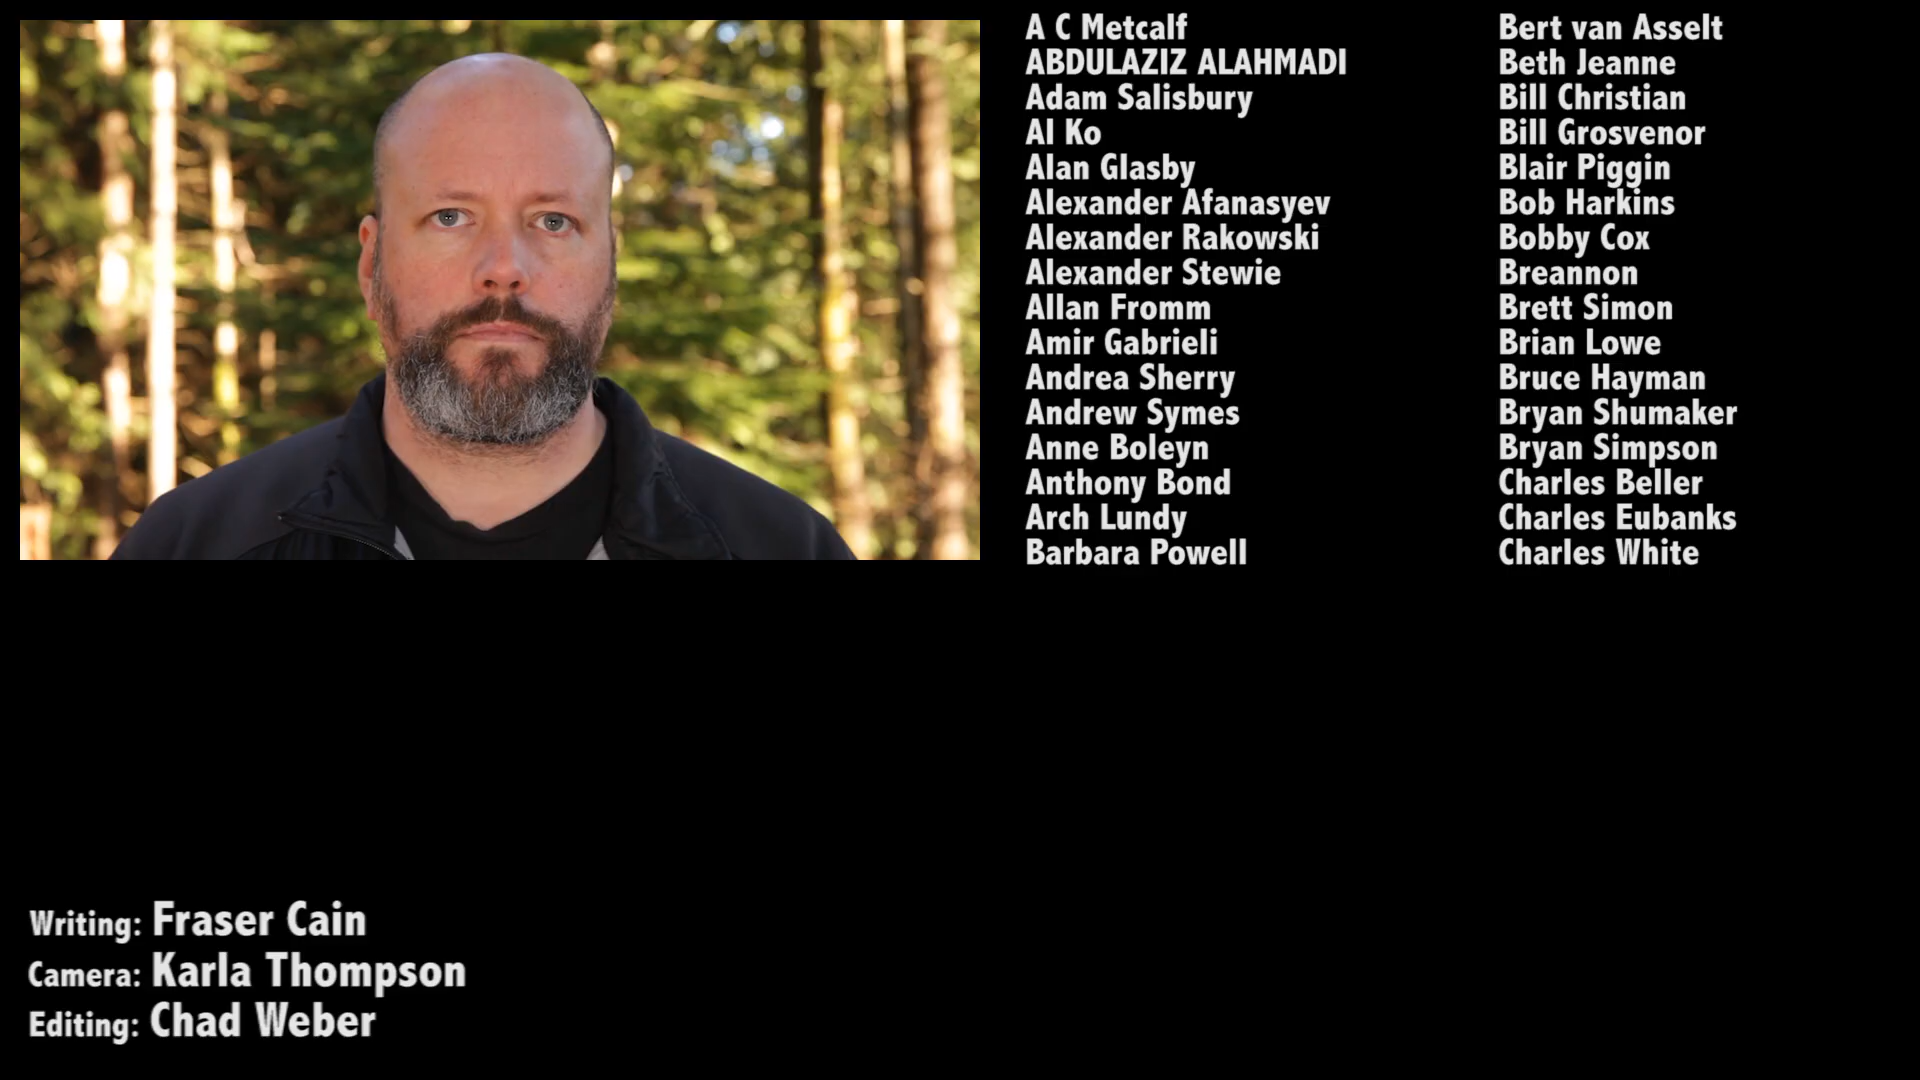 A C Metcalf
ABDULAZIZ ALAHMADI
Adam Salisbury
Al Ko
Alan Glasby
Alexander Afanasyev
Alexander Rakowski
Alexander Stewie
Allan Fromm
Amir Gabrieli
Andrea Sherry
Andrew Symes
Anne Boleyn
Anthony Bond
Arch Lundy
Barbara Powell
Bert van Asselt
Beth Jeanne
Bill Christian
Bill Grosvenor
Blair Piggin
Bob Harkins
Bobby Cox
Breannon
Brett Simon
Brian Lowe
Bruce Hayman
Bryan Shumaker
Bryan Simpson
Charles Beller
Charles Eubanks
Charles White
Writing: Fraser Cain
Camera: Karla Thompson
Editing: Chad Weber